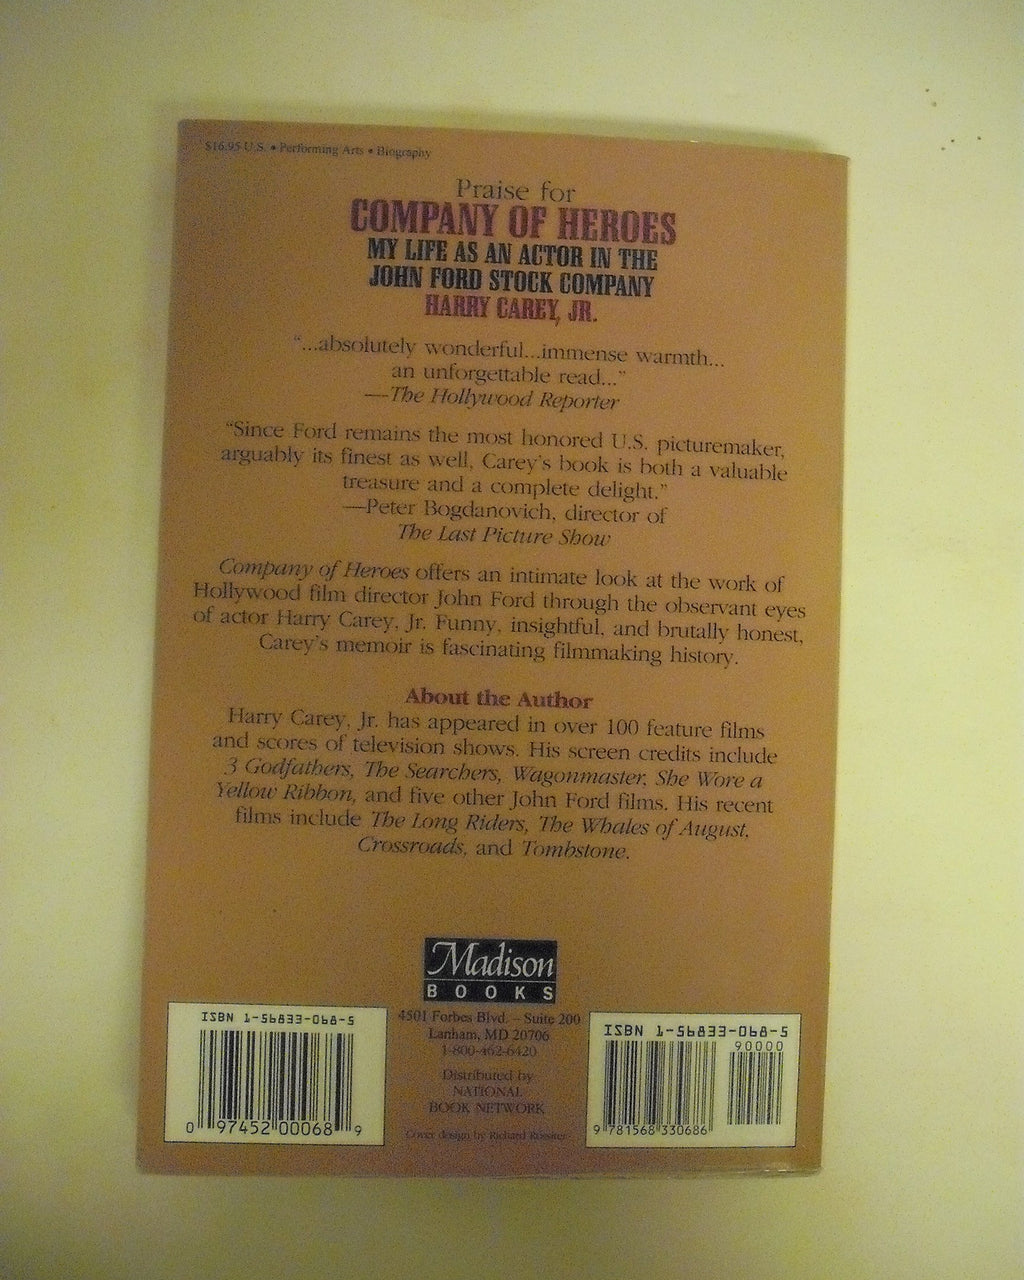 $16.95 U.S. • Performing Arts • Biography
Praise for
COMPANY OF HEROES
MY LIFE AS AN ACTOR IN THE
JOHN FORD STOCK COMPANY
HARRY CAREY, JR.
"...absolutely wonderful...immense warmth...
an unforgettable read..."
—The Hollywood Reporter
"Since Ford remains the most honored U.S. picturemaker,
arguably its finest as well, Carey's book is both a valuable
treasure and a complete delight."
—Peter Bogdanovich, director of
The Last Picture Show
Company of Heroes offers an intimate look at the work of
Hollywood film director John Ford through the observant eyes
of actor Harry Carey, Jr. Funny, insightful, and brutally honest,
Carey's memoir is fascinating filmmaking history.
About the Author
Harry Carey, Jr. has appeared in over 100 feature films
and scores of television shows. His screen credits include
3 Godfathers, The Searchers, Wagonmaster, She Wore a
Yellow Ribbon, and five other John Ford films. His recent
films include The Long Riders, The Whales of August,
Crossroads, and Tombstone.
Madison
BOOKS
4501 Forbes Blvd. – Suite 200
Lanham, MD 20706
1-800-462-6420
Distributed by
NATIONAL
BOOK NETWORK
Cover design by Richard Rossiter
ISBN 1-56833-068-5
0 97452 00068 9
ISBN 1-56833-068-5
90000
9 781568 330686